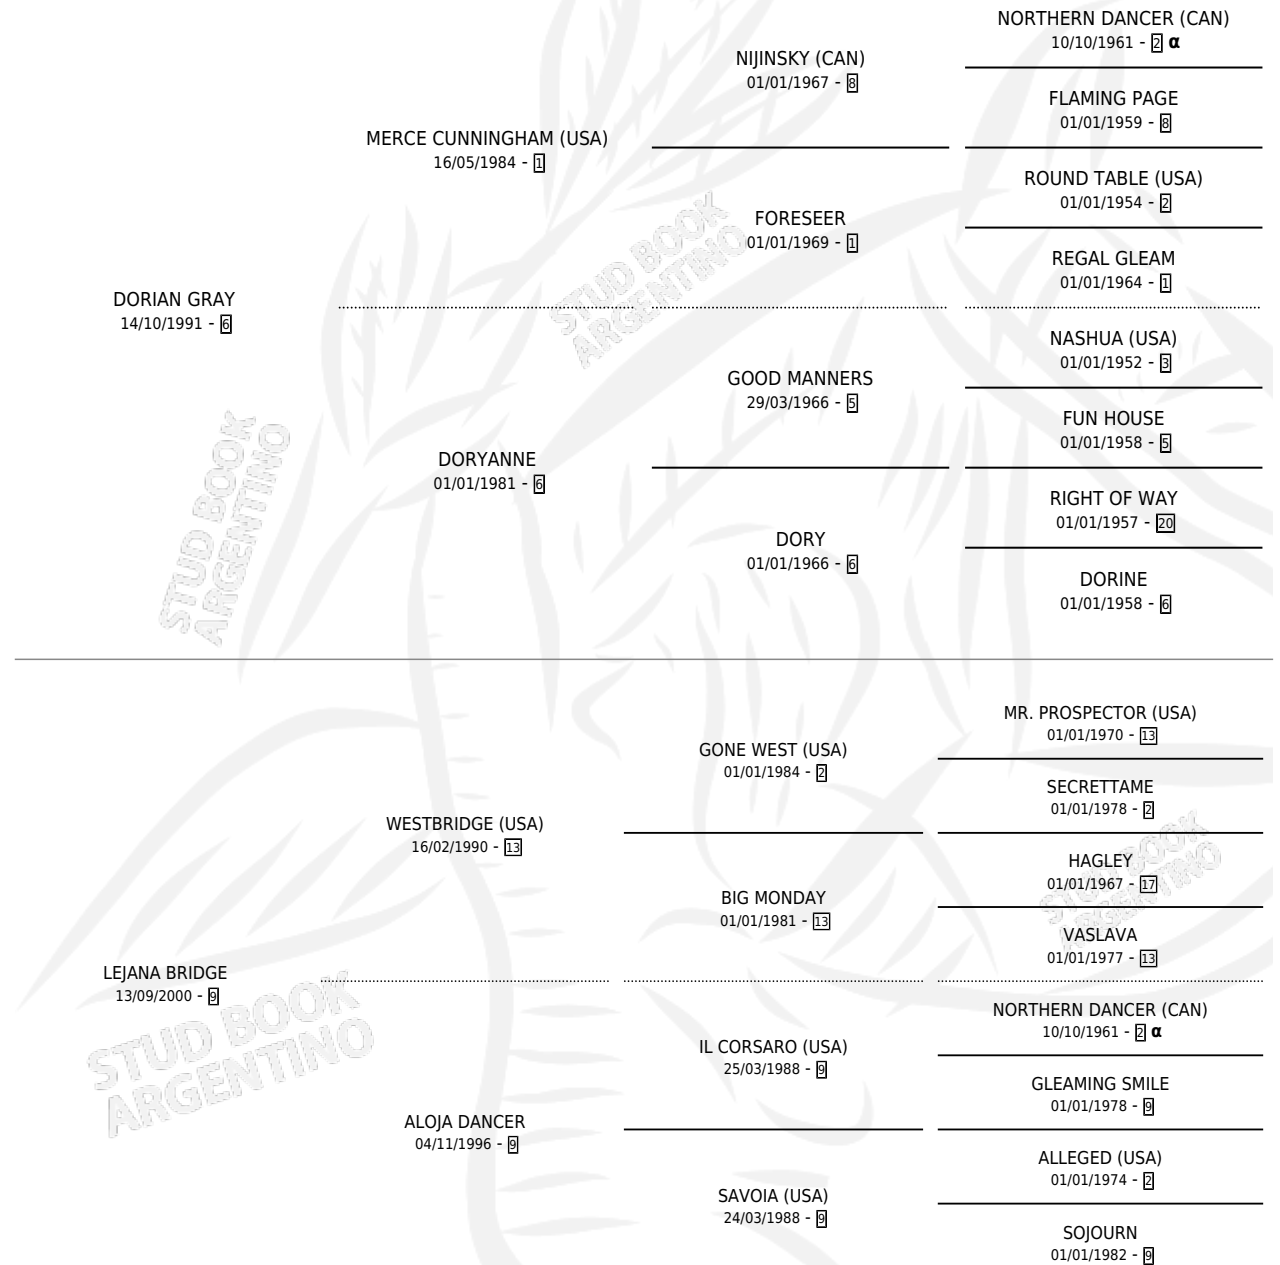 NORTHERN DANCER (CAN)
10/10/1961 - 2 α
NIJINSKY (CAN)
01/01/1967 - 8
FLAMING PAGE
01/01/1959 - 8
MERCE CUNNINGHAM (USA)
16/05/1984 - 1
ROUND TABLE (USA)
01/01/1954 - 2
FORESEER
01/01/1969 - 1
REGAL GLEAM
01/01/1964 - 1
DORIAN GRAY
14/10/1991 - 6
NASHUA (USA)
01/01/1952 - 3
GOOD MANNERS
29/03/1966 - 5
FUN HOUSE
01/01/1958 - 5
DORYANNE
01/01/1981 - 6
RIGHT OF WAY
01/01/1957 - 20
DORY
01/01/1966 - 6
DORINE
01/01/1958 - 6
MR. PROSPECTOR (USA)
01/01/1970 - 13
GONE WEST (USA)
01/01/1984 - 2
SECRETTAME
01/01/1978 - 2
WESTBRIDGE (USA)
16/02/1990 - 13
HAGLEY
01/01/1967 - 17
BIG MONDAY
01/01/1981 - 13
VASLAVA
01/01/1977 - 13
LEJANA BRIDGE
13/09/2000 - 9
NORTHERN DANCER (CAN)
10/10/1961 - 2 α
IL CORSARO (USA)
25/03/1988 - 9
GLEAMING SMILE
01/01/1978 - 9
ALOJA DANCER
04/11/1996 - 9
ALLEGED (USA)
01/01/1974 - 2
SAVOIA (USA)
24/03/1988 - 9
SOJOURN
01/01/1982 - 9
STUD BOOK
ARGENTINO
STUD BOOK
ARGENTINO
STUD BOOK
ARGENTINO
STUD BOOK
ARGENTINO